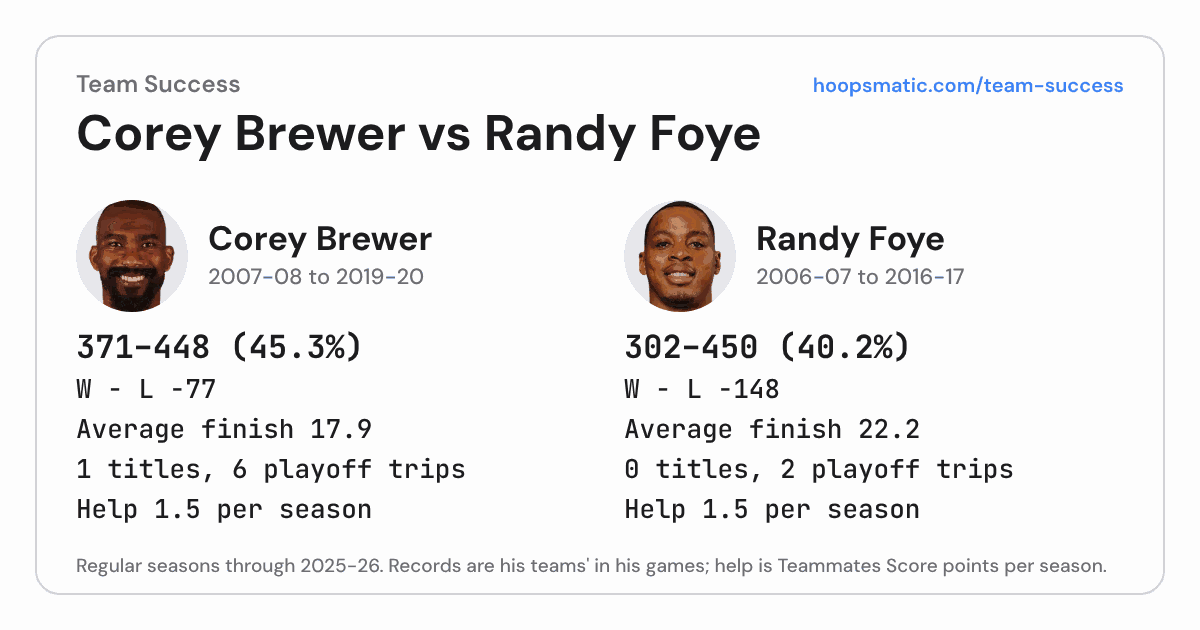 Team Success
hoopsmatic.com/team-success
Corey Brewer vs Randy Foye
Corey Brewer
2007–08 to 2019–20
371–448 (45.3%)
W - L -77
Average finish 17.9
1 titles, 6 playoff trips
Help 1.5 per season
Randy Foye
2006–07 to 2016–17
302–450 (40.2%)
W - L -148
Average finish 22.2
0 titles, 2 playoff trips
Help 1.5 per season
Regular seasons through 2025-26. Records are his teams' in his games; help is Teammates Score points per season.